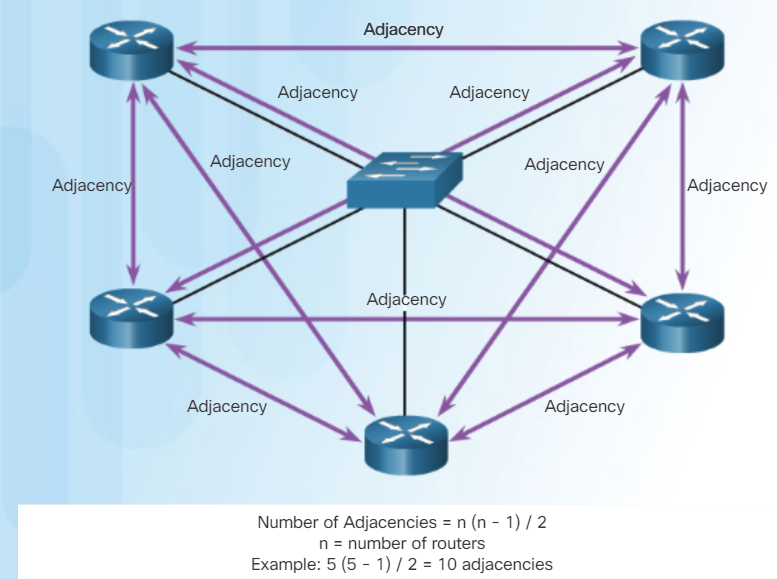 Adjacency
Adjacency
Adjacency
Adjacency
Adjacency
Adjacency
Adjacency
Adjacency
Adjacency
Adjacency
Number of Adjacencies = n (n - 1) / 2
n = number of routers
Example: 5 (5 - 1) / 2 = 10 adjacencies